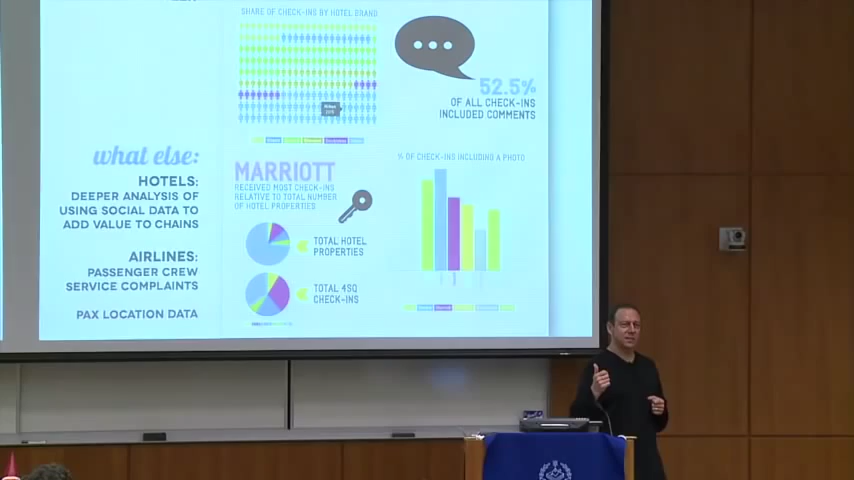 what else:
HOTELS:
DEEPER ANALYSIS OF
USING SOCIAL DATA TO
ADD VALUE TO CHAINS
AIRLINES:
PASSENGER CREW
SERVICE COMPLAINTS
PAX LOCATION DATA
SHARE OF CHECK-INS BY HOTEL BRAND
52.5%
OF ALL CHECK-INS
INCLUDED COMMENTS
MARRIOTT
RECEIVED MOST CHECK-INS
RELATIVE TO TOTAL NUMBER
OF HOTEL PROPERTIES
TOTAL HOTEL
PROPERTIES
TOTAL 4SQ
CHECK-INS
% OF CHECK-INS INCLUDING A PHOTO